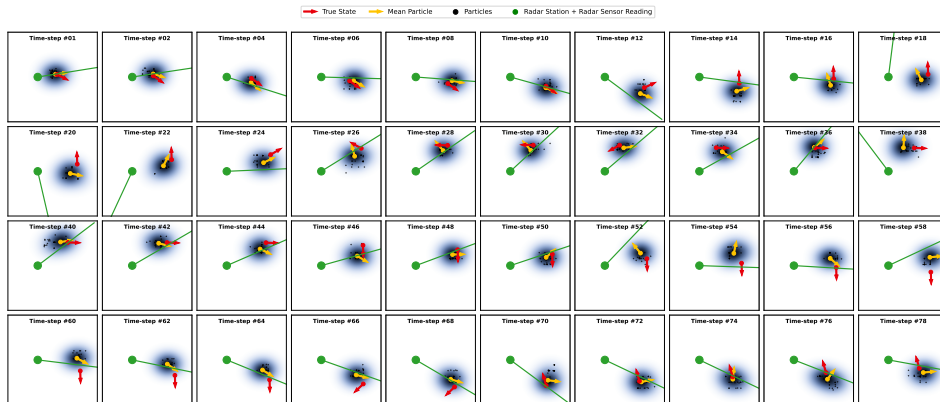 True State Mean Particle Particles Radar Station + Radar Sensor Reading
Time-step #01 Time-step #02 Time-step #04 Time-step #06 Time-step #08 Time-step #10 Time-step #12 Time-step #14 Time-step #16 Time-step #18
Time-step #20 Time-step #22 Time-step #24 Time-step #26 Time-step #28 Time-step #30 Time-step #32 Time-step #34 Time-step #36 Time-step #38
Time-step #40 Time-step #42 Time-step #44 Time-step #46 Time-step #48 Time-step #50 Time-step #52 Time-step #54 Time-step #56 Time-step #58
Time-step #60 Time-step #62 Time-step #64 Time-step #66 Time-step #68 Time-step #70 Time-step #72 Time-step #74 Time-step #76 Time-step #78